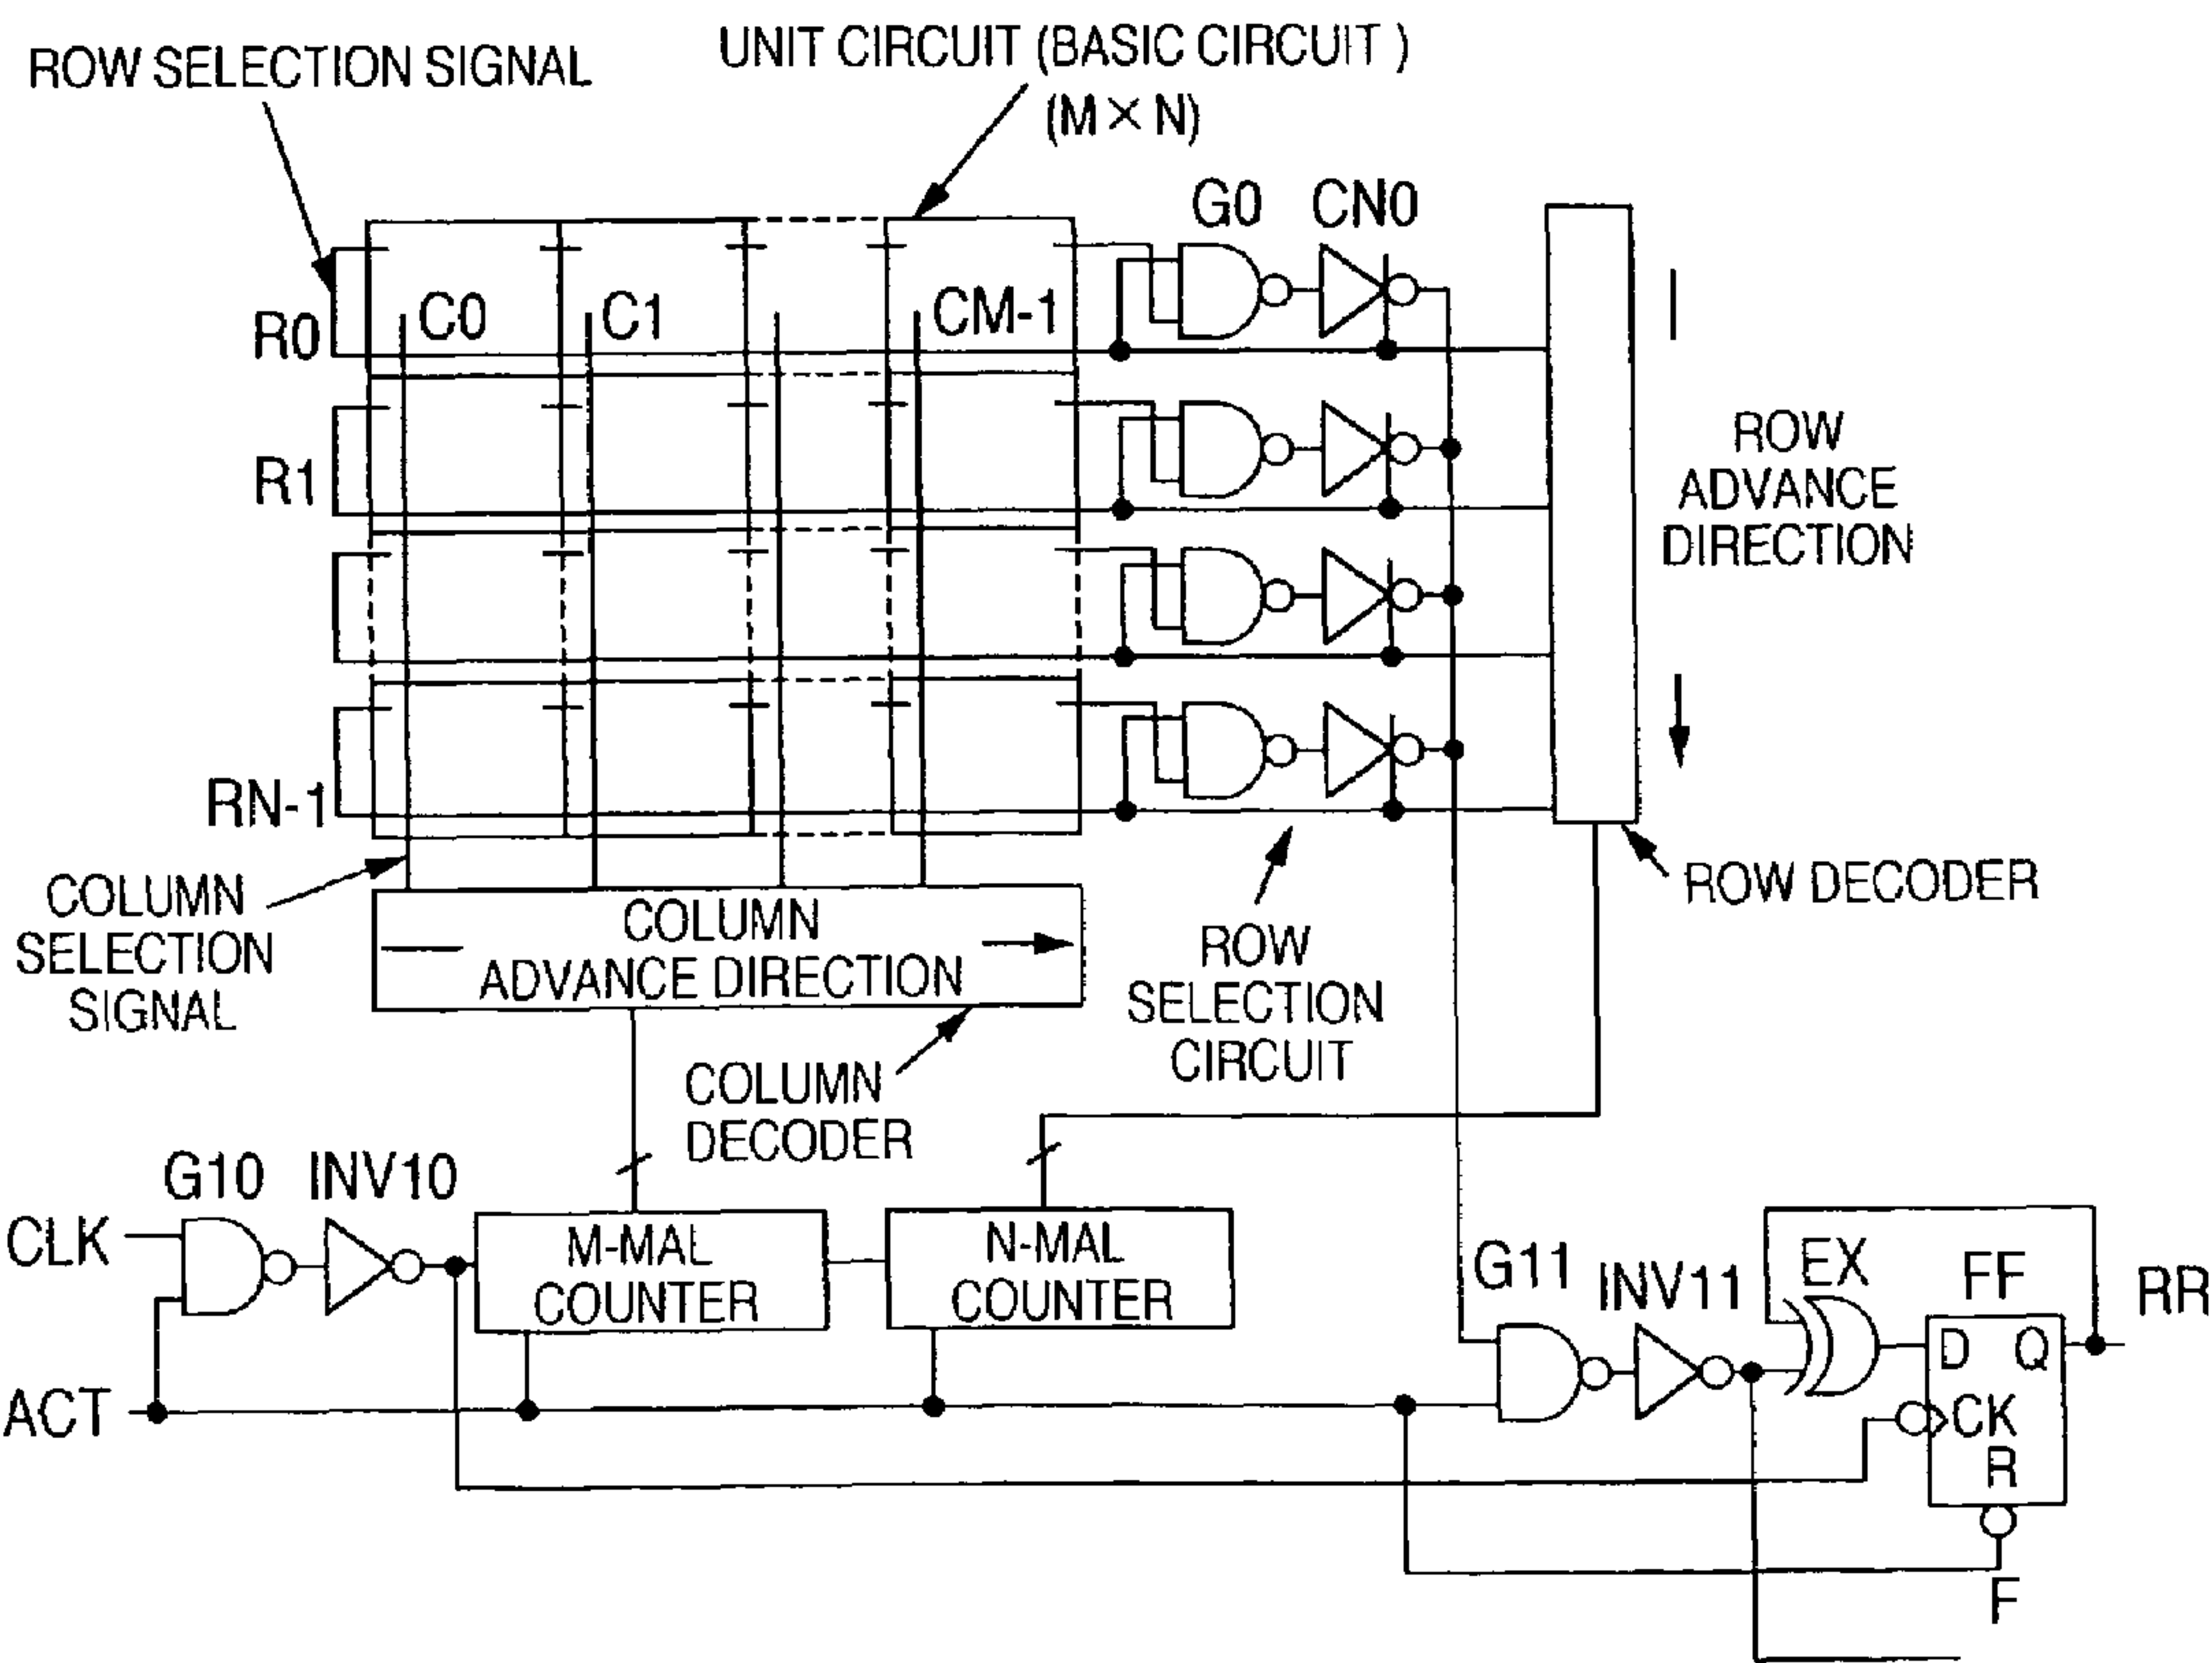 ROW SELECTION SIGNAL
UNIT CIRCUIT (BASIC CIRCUIT )
(M × N)
G0
CN0
C0
C1
CM-1
R0
R1
RN-1
ROW
ADVANCE
DIRECTION
ROW DECODER
COLUMN
SELECTION
SIGNAL
COLUMN
ADVANCE DIRECTION
ROW
SELECTION
CIRCUIT
COLUMN
DECODER
G10
INV10
CLK
M-MAL
COUNTER
N-MAL
COUNTER
ACT
G11
INV11
EX
FF
RR
D
Q
CK
R
F